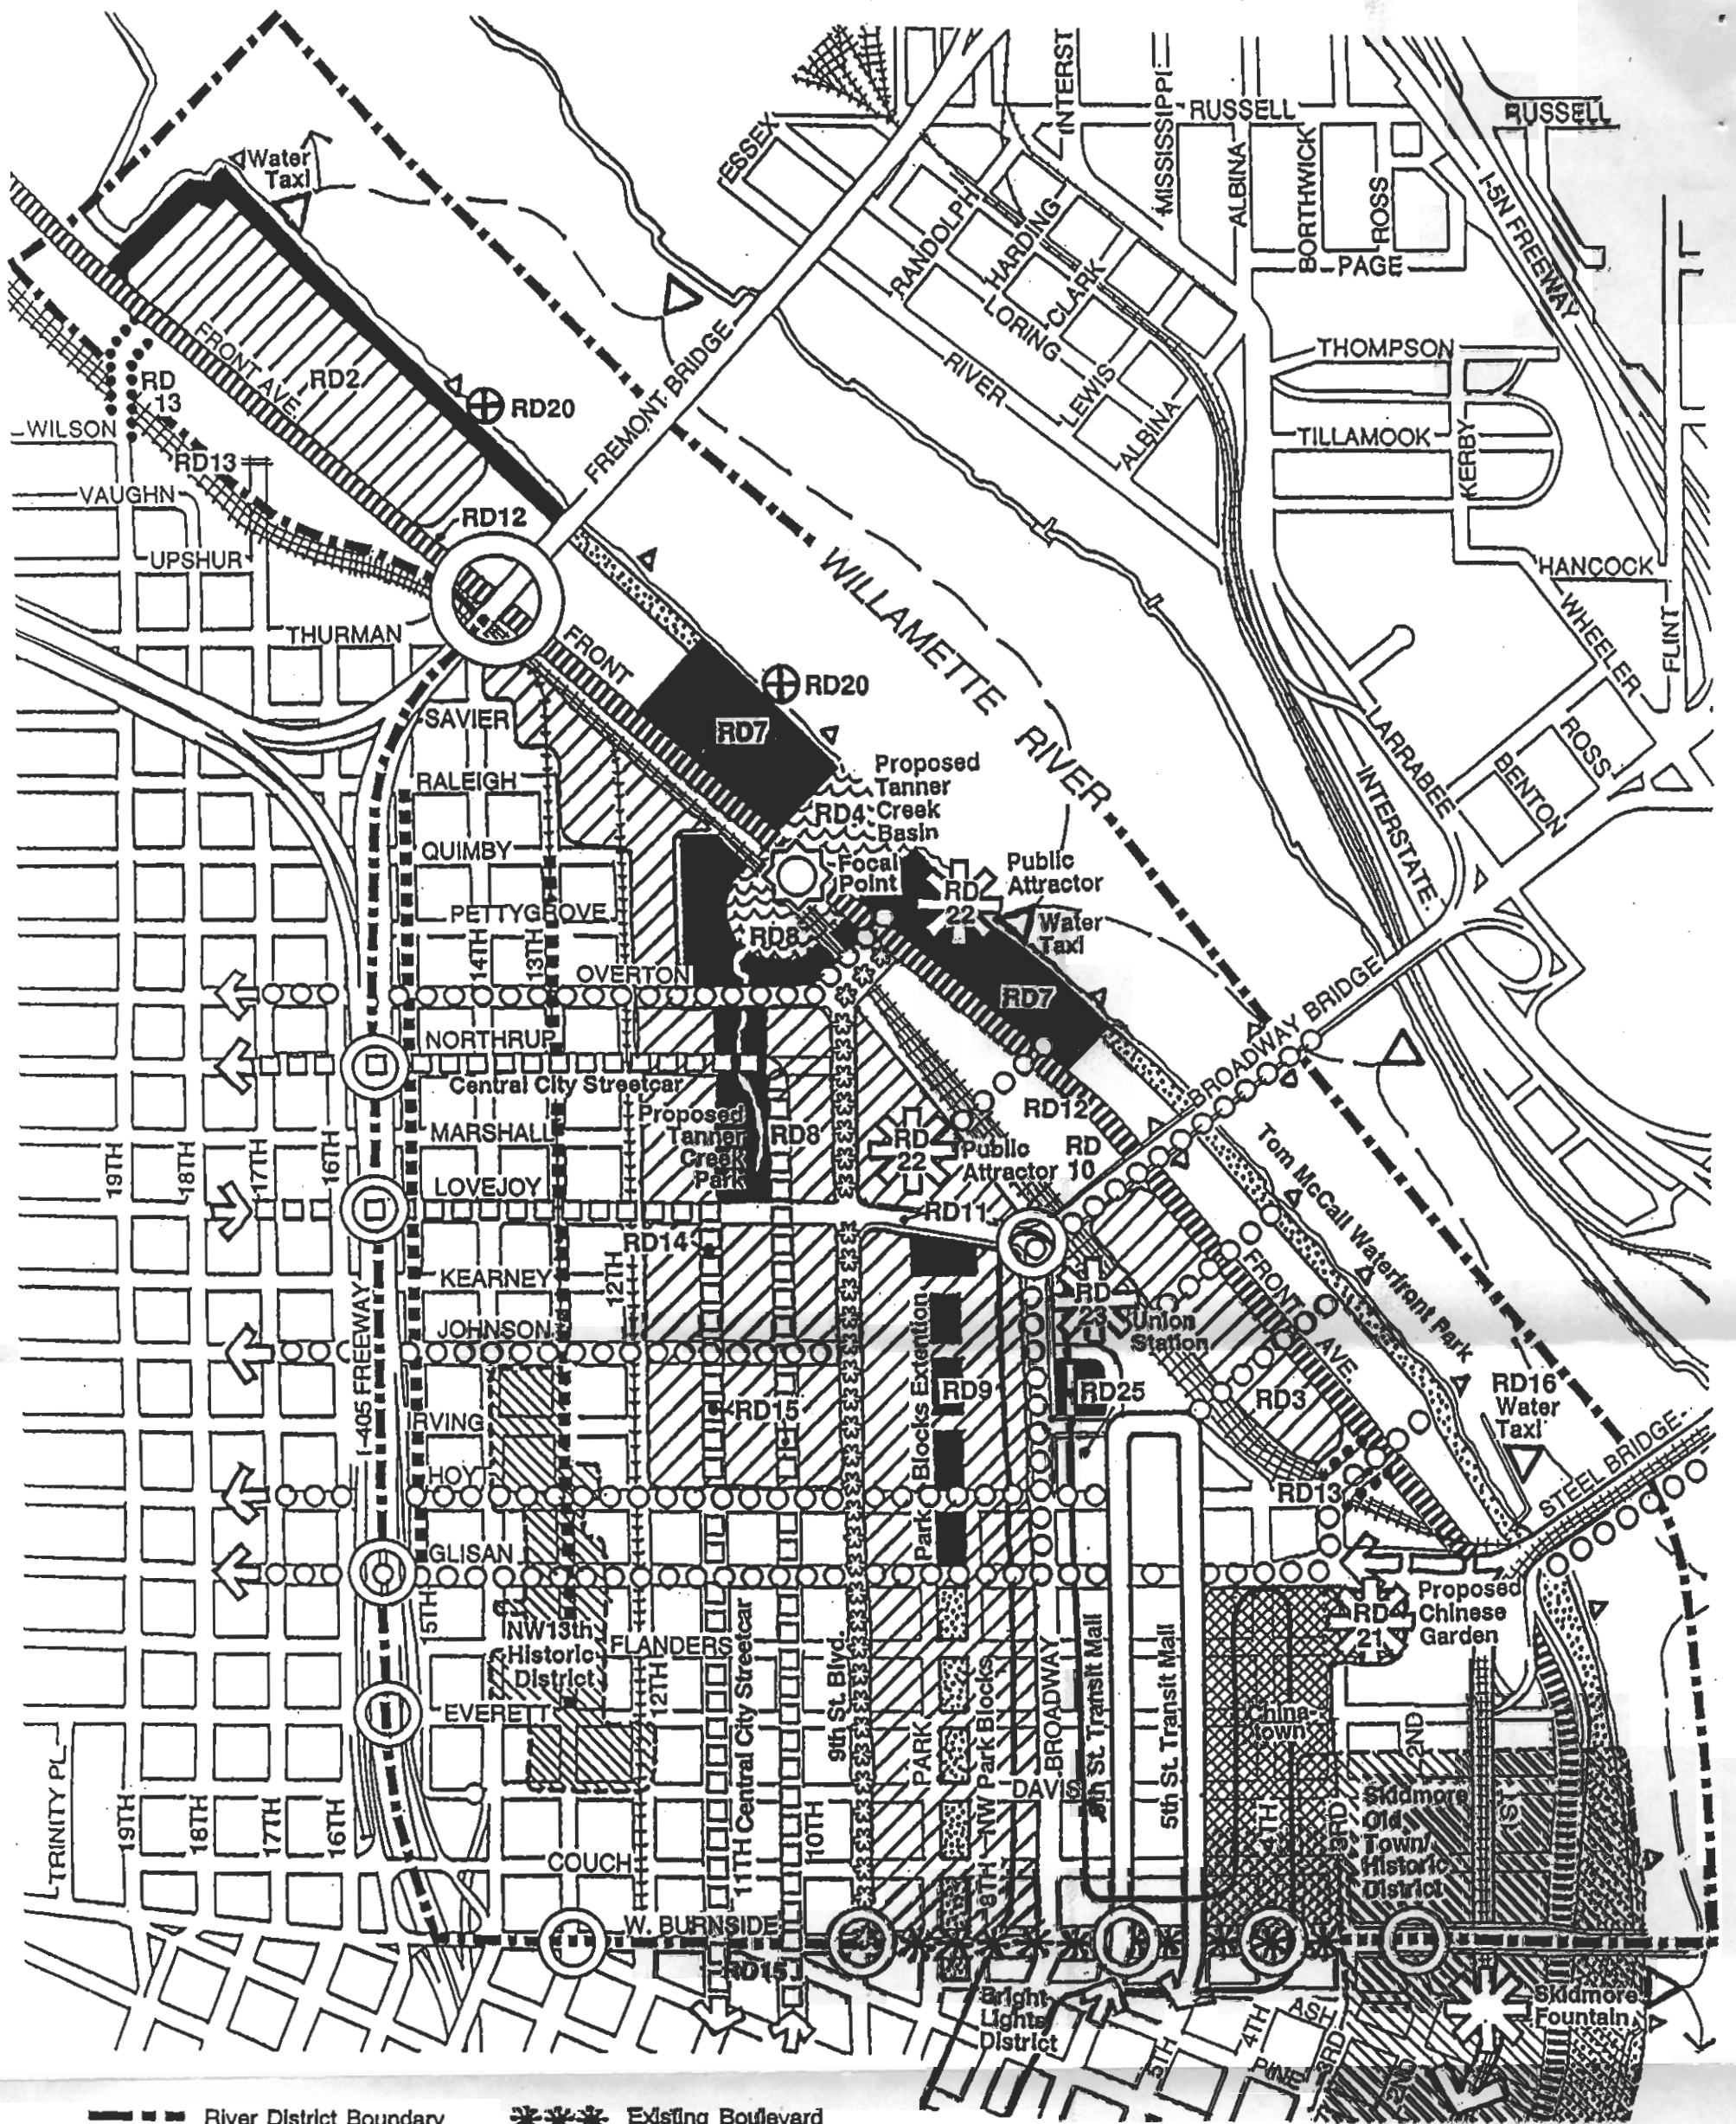 RUSSELL
RUSSELL
INTERST
MISSISSIPPI
ESSEX
ALBINA
BORTHWICK
ROSS
I-5N FREEWAY
Water
Taxi
RANDOLPH
HARDING
CLARK
LORING
PAGE
RIVER
LEWIS
ALBINA
THOMPSON
TILLAMOOK
KERBY
HANCOCK
WHEELER
FLINT
FRONT AVE.
RD2
RD20
RD
13
WILSON
RD13
VAUGHN
RD12
UPSHUR
FREMONT BRIDGE
THURMAN
FRONT
WILLAMETTE RIVER
RD20
RD7
SAVIER
RALEIGH
LARRABEE
INTERSTATE
ROSS
BENTON
Proposed
Tanner
Creek
Basin
RD4
QUIMBY
Focal
Point
Public
Attractor
RD
22
Water
Taxi
PETTYGROVE
14TH
13TH
RD8
OVERTON
RD7
NORTHRUP
Central City Streetcar
BROADWAY BRIDGE
RD12
Proposed
Tanner
Creek
Park
RD8
RD
22
Public
Attractor
RD
10
MARSHALL
19TH
18TH
17TH
16TH
LOVEJOY
RD11
RD14
Tom McCall Waterfront Park
KEARNEY
12TH
I-405 FREEWAY
JOHNSON
RD
23
Union
Station
FRONT AVE.
Park Blocks Extention
RD9
RD25
RD3
RD16
Water
Taxi
IRVING
RD15
HOYT
RD13
STEEL BRIDGE
GLISAN
15TH
NW13th
Historic
District
FLANDERS
12TH
EVERETT
11TH Central City Streetcar
9th St. Blvd.
10TH
PARK
NW Park Blocks
8TH
BROADWAY
DAVIS
6th St. Transit Mall
5th St. Transit Mall
China-
town
4TH
3RD
2ND
1ST
RD
21
Proposed
Chinese
Garden
Skidmore
Old
Town/
Historic
District
TRINITY PL.
19TH
18TH
17TH
16TH
COUCH
W. BURNSIDE
RD15
Bright
Lights
District
5TH
4TH
ASH
3RD
PINE
2ND
Skidmore
Fountain
River District Boundary
Existing Boulevard